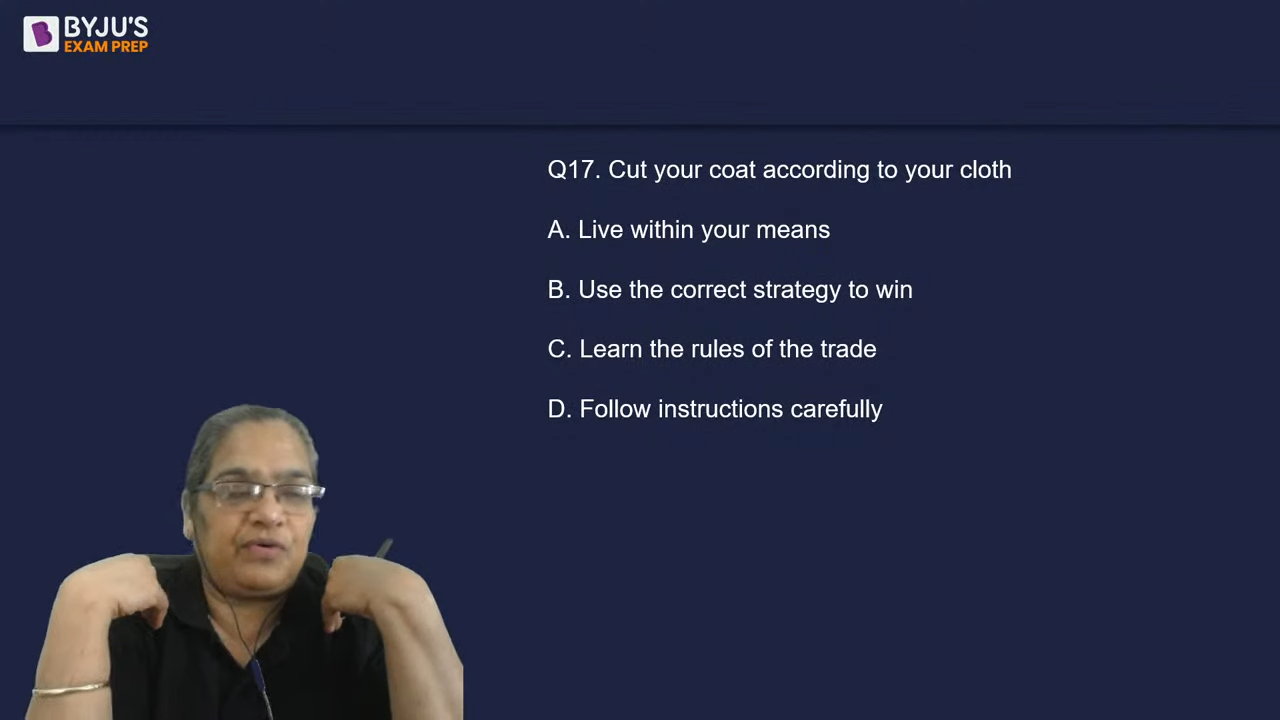 BYJU'S
EXAM PREP
Q17. Cut your coat according to your cloth
A. Live within your means
B. Use the correct strategy to win
C. Learn the rules of the trade
D. Follow instructions carefully